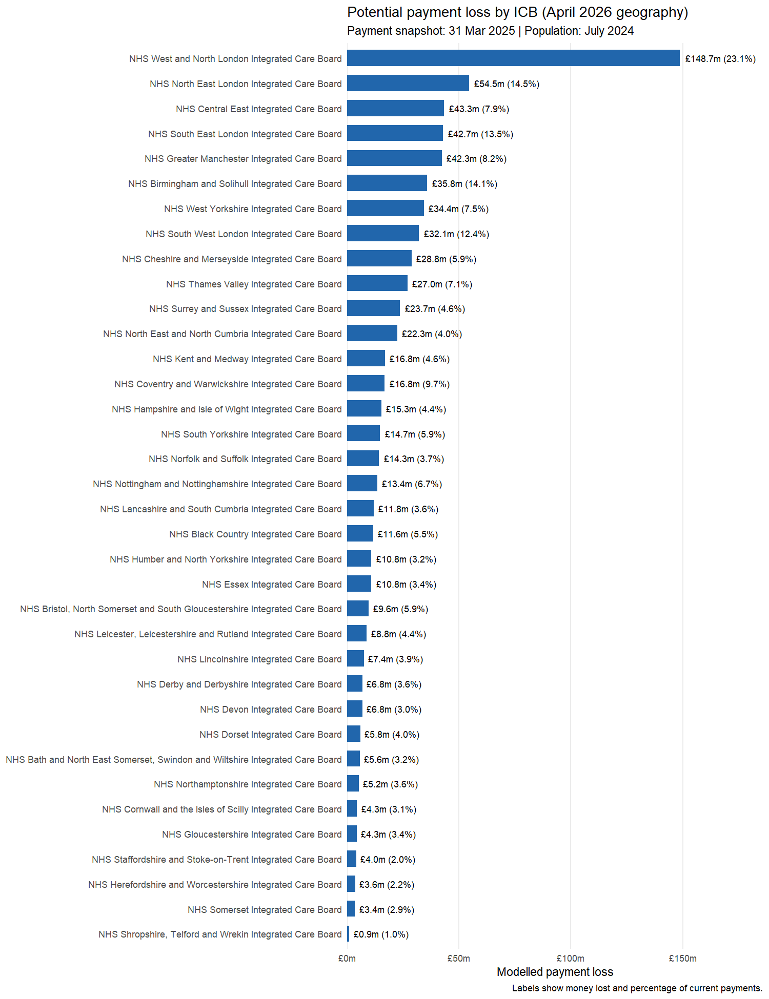 Potential payment loss by ICB (April 2026 geography)
Payment snapshot: 31 Mar 2025 | Population: July 2024
NHS West and North London Integrated Care Board £148.7m (23.1%)
NHS North East London Integrated Care Board £54.5m (14.5%)
NHS Central East Integrated Care Board £43.3m (7.9%)
NHS South East London Integrated Care Board £42.7m (13.5%)
NHS Greater Manchester Integrated Care Board £42.3m (8.2%)
NHS Birmingham and Solihull Integrated Care Board £35.8m (14.1%)
NHS West Yorkshire Integrated Care Board £34.4m (7.5%)
NHS South West London Integrated Care Board £32.1m (12.4%)
NHS Cheshire and Merseyside Integrated Care Board £28.8m (5.9%)
NHS Thames Valley Integrated Care Board £27.0m (7.1%)
NHS Surrey and Sussex Integrated Care Board £23.7m (4.6%)
NHS North East and North Cumbria Integrated Care Board £22.3m (4.0%)
NHS Kent and Medway Integrated Care Board £16.8m (4.6%)
NHS Coventry and Warwickshire Integrated Care Board £16.8m (9.7%)
NHS Hampshire and Isle of Wight Integrated Care Board £15.3m (4.4%)
NHS South Yorkshire Integrated Care Board £14.7m (5.9%)
NHS Norfolk and Suffolk Integrated Care Board £14.3m (3.7%)
NHS Nottingham and Nottinghamshire Integrated Care Board £13.4m (6.7%)
NHS Lancashire and South Cumbria Integrated Care Board £11.8m (3.6%)
NHS Black Country Integrated Care Board £11.6m (5.5%)
NHS Humber and North Yorkshire Integrated Care Board £10.8m (3.2%)
NHS Essex Integrated Care Board £10.8m (3.4%)
NHS Bristol, North Somerset and South Gloucestershire Integrated Care Board £9.6m (5.9%)
NHS Leicester, Leicestershire and Rutland Integrated Care Board £8.8m (4.4%)
NHS Lincolnshire Integrated Care Board £7.4m (3.9%)
NHS Derby and Derbyshire Integrated Care Board £6.8m (3.6%)
NHS Devon Integrated Care Board £6.8m (3.0%)
NHS Dorset Integrated Care Board £5.8m (4.0%)
NHS Bath and North East Somerset, Swindon and Wiltshire Integrated Care Board £5.6m (3.2%)
NHS Northamptonshire Integrated Care Board £5.2m (3.6%)
NHS Cornwall and the Isles of Scilly Integrated Care Board £4.3m (3.1%)
NHS Gloucestershire Integrated Care Board £4.3m (3.4%)
NHS Staffordshire and Stoke-on-Trent Integrated Care Board £4.0m (2.0%)
NHS Herefordshire and Worcestershire Integrated Care Board £3.6m (2.2%)
NHS Somerset Integrated Care Board £3.4m (2.9%)
NHS Shropshire, Telford and Wrekin Integrated Care Board £0.9m (1.0%)
£0m £50m £100m £150m
Modelled payment loss
Labels show money lost and percentage of current payments.